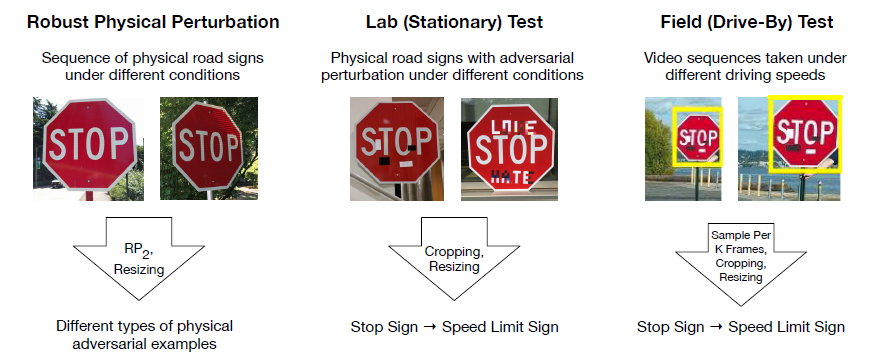 Robust Physical Perturbation
Sequence of physical road signs
under different conditions
STOP
STOP
RP2,
Resizing
Different types of physical
adversarial examples
Lab (Stationary) Test
Physical road signs with adversarial
perturbation under different conditions
STOP
STOP
HATE
Cropping,
Resizing
Stop Sign → Speed Limit Sign
Field (Drive-By) Test
Video sequences taken under
different driving speeds
STOP
STOP
Sample Per
K Frames,
Cropping,
Resizing
Stop Sign → Speed Limit Sign